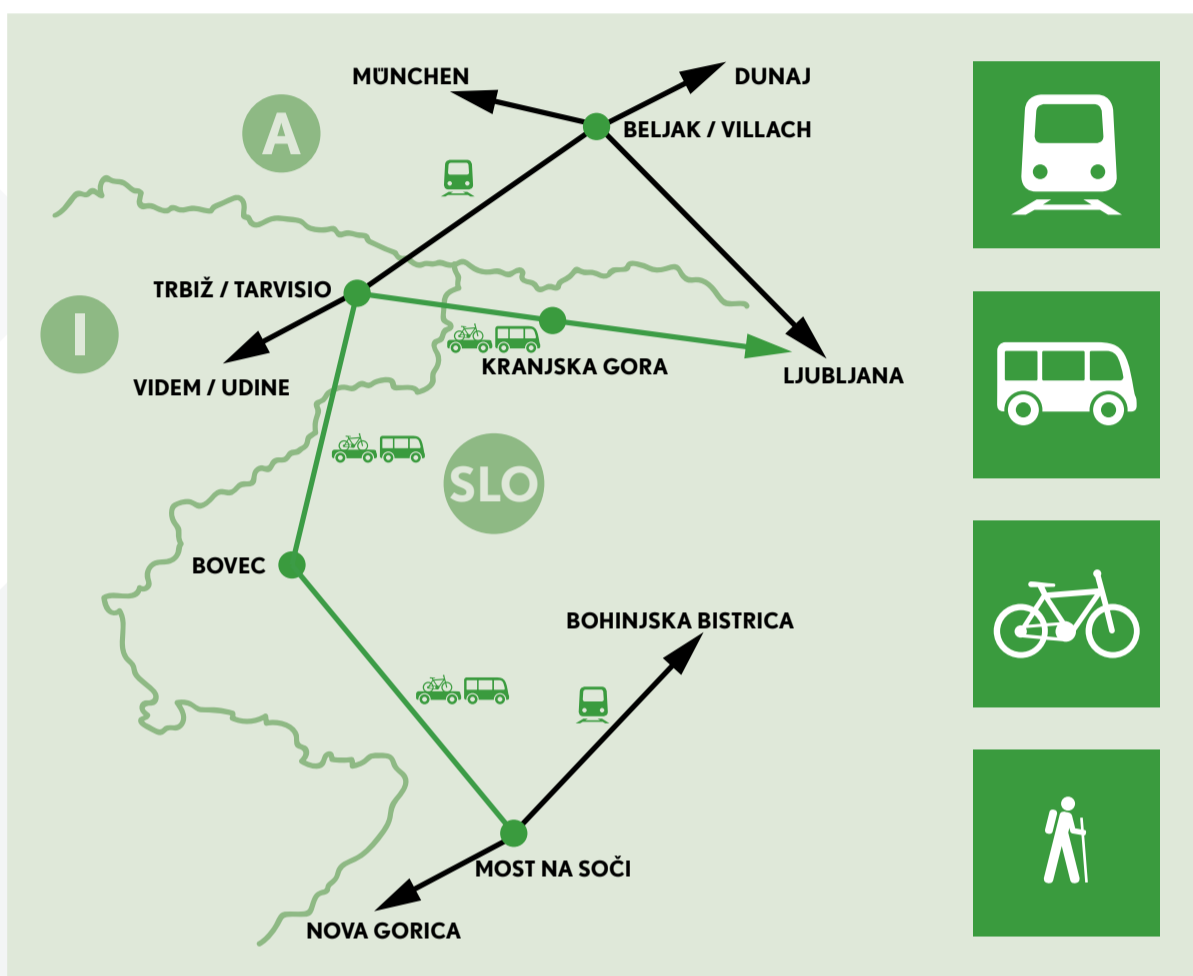 MÜNCHEN
DUNAJ
A
BELJAK / VILLACH
TRBIŽ / TARVISIO
I
VIDEM / UDINE
KRANJSKA GORA
LJUBLJANA
SLO
BOVEC
BOHINJSKA BISTRICA
MOST NA SOČI
NOVA GORICA